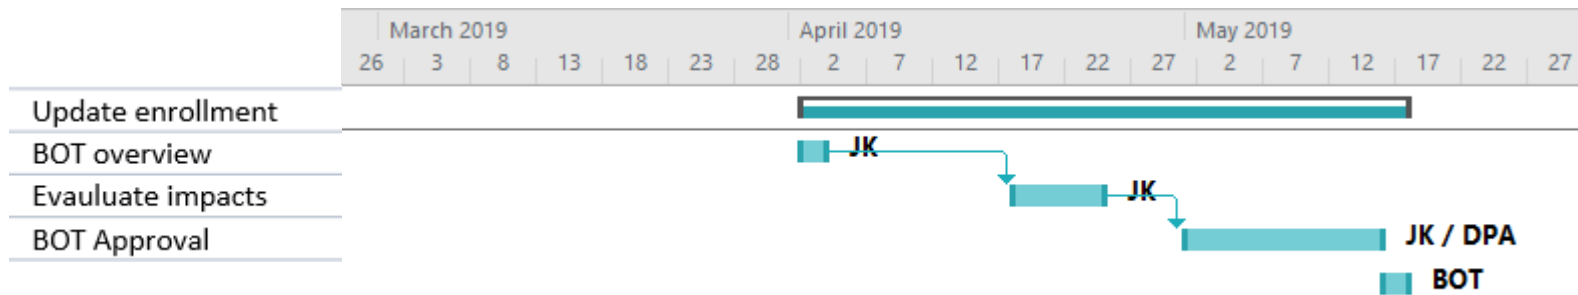 March 2019 April 2019 May 2019
26 3 8 13 18 23 28 2 7 12 17 22 27 2 7 12 17 22 27
Update enrollment
BOT overview JK
Evauluate impacts JK
BOT Approval JK / DPA
BOT